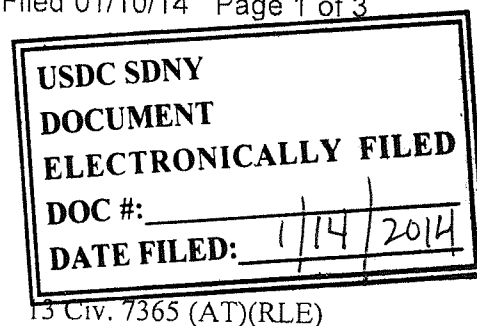 Filed 01/10/14 Page 1 of 3
USDC SDNY
DOCUMENT
ELECTRONICALLY FILED
DOC #:
DATE FILED: 1/14/2014
13 Civ. 7365 (AT)(RLE)